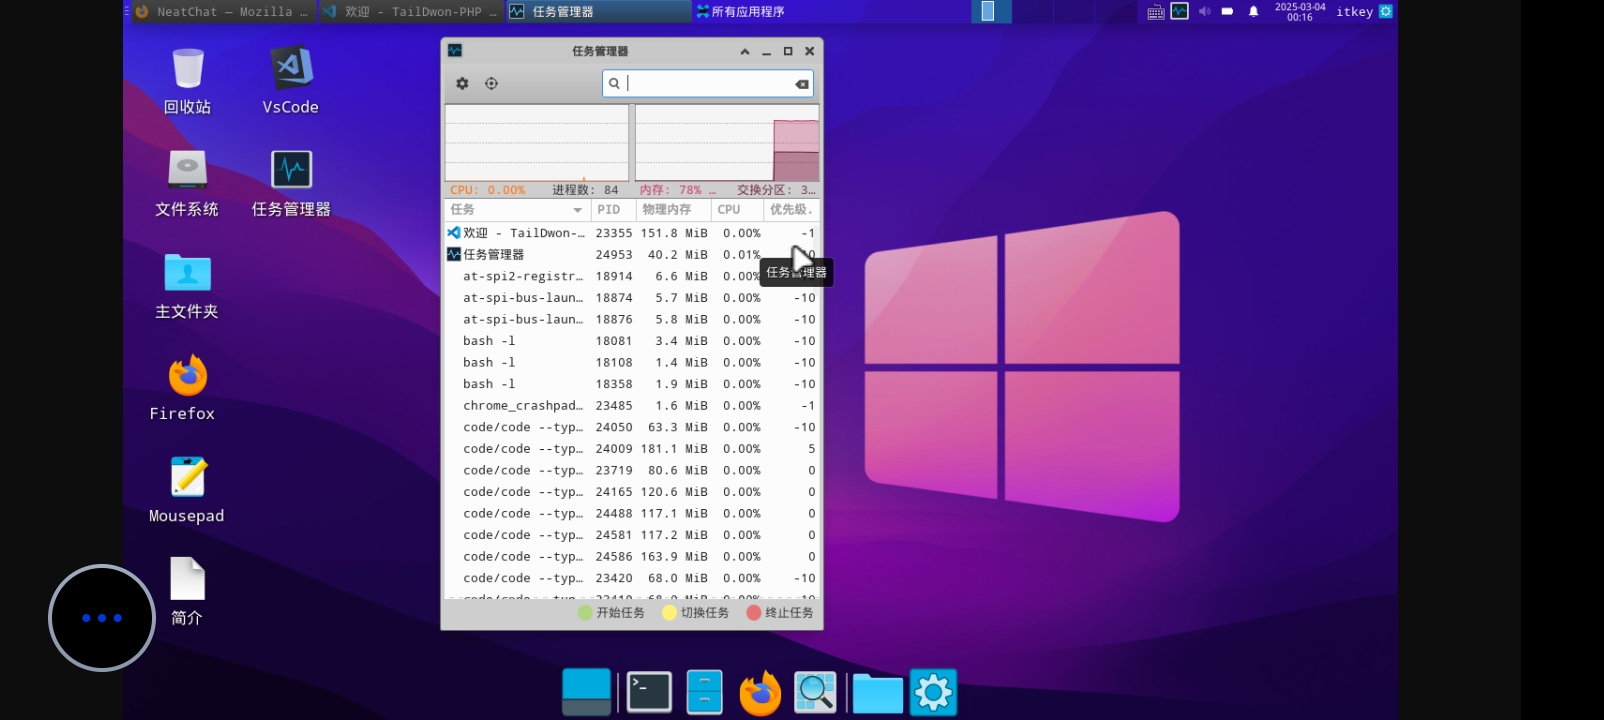 NeatChat — Mozilla …
欢迎 - TailDwon-PHP …
任务管理器
所有应用程序
2025-03-04
00:16
itkey
回收站
VsCode
文件系统
任务管理器
主文件夹
Firefox
Mousepad
简介
任务管理器
CPU: 0.00%
进程数: 84
内存: 78% …
交换分区: 3…
任务 PID 物理内存 CPU 优先级.
欢迎 - TailDwon-… 23355 151.8 MiB 0.00% -1
任务管理器 24953 40.2 MiB 0.01%
任务管理器
at-spi2-registr… 18914 6.6 MiB 0.00%
at-spi-bus-laun… 18874 5.7 MiB 0.00% -10
at-spi-bus-laun… 18876 5.8 MiB 0.00% -10
bash -l 18081 3.4 MiB 0.00% -10
bash -l 18108 1.4 MiB 0.00% -10
bash -l 18358 1.9 MiB 0.00% -10
chrome_crashpad… 23485 1.6 MiB 0.00% -1
code/code --typ… 24050 63.3 MiB 0.00% -10
code/code --typ… 24009 181.1 MiB 0.00% 5
code/code --typ… 23719 80.6 MiB 0.00% 0
code/code --typ… 24165 120.6 MiB 0.00% 0
code/code --typ… 24488 117.1 MiB 0.00% 0
code/code --typ… 24581 117.2 MiB 0.00% 0
code/code --typ… 24586 163.9 MiB 0.00% 0
code/code --typ… 23420 68.0 MiB 0.00% -10
开始任务
切换任务
终止任务